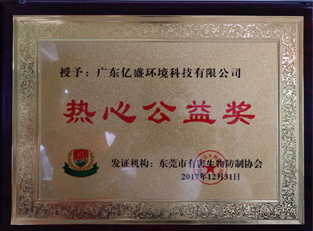 授予：广东亿盛环境科技有限公司
热心公益奖
发证机构：东莞市有害生物防制协会
2017年12月31日